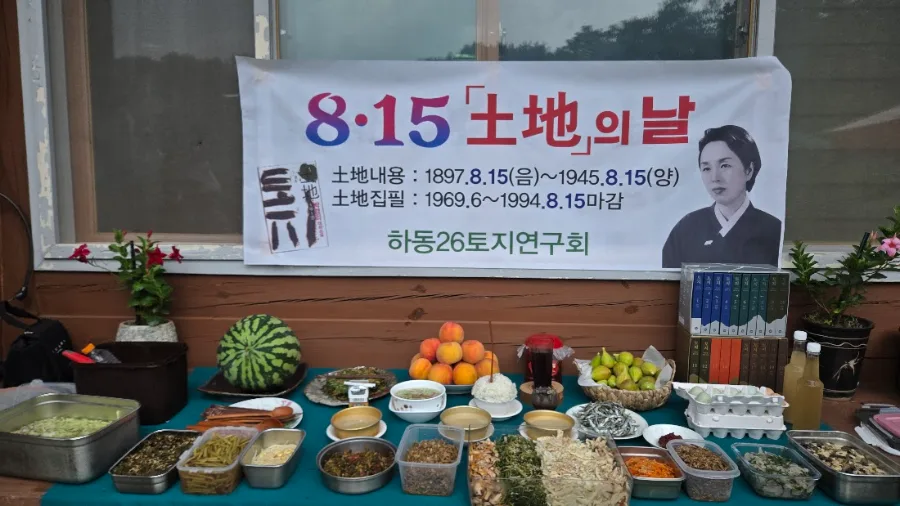 8·15「土地」의 날
土地내용 : 1897.8.15(음)~1945.8.15(양)
土地집필 : 1969.6~1994.8.15마감
하동26토지연구회
토지